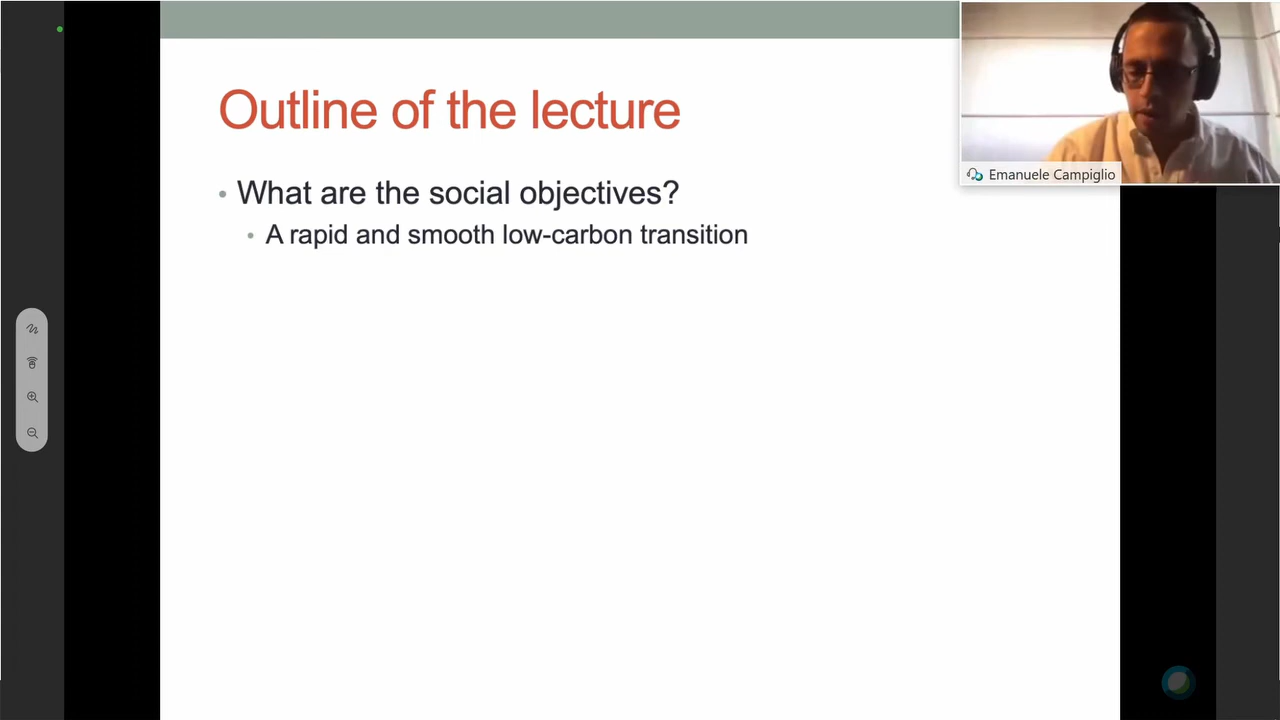 Outline of the lecture
• What are the social objectives?
• A rapid and smooth low-carbon transition
Emanuele Campiglio